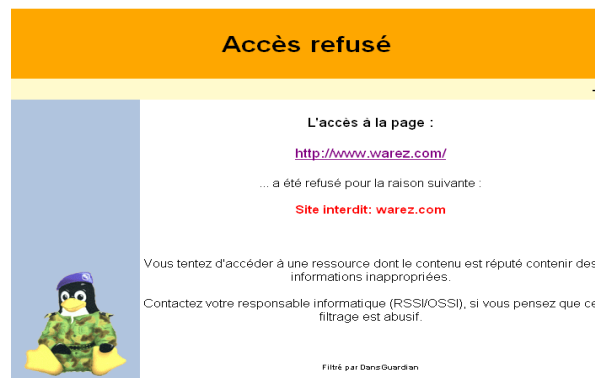 Accès refusé
L'accès à la page :
http://www.warez.com/
... a été refusé pour la raison suivante :
Site interdit: warez.com
Vous tentez d'accéder à une ressource dont le contenu est réputé contenir des
informations inappropriées.
Contactez votre responsable informatique (RSSI/OSSI), si vous pensez que ce
filtrage est abusif.
Filtré par DansGuardian